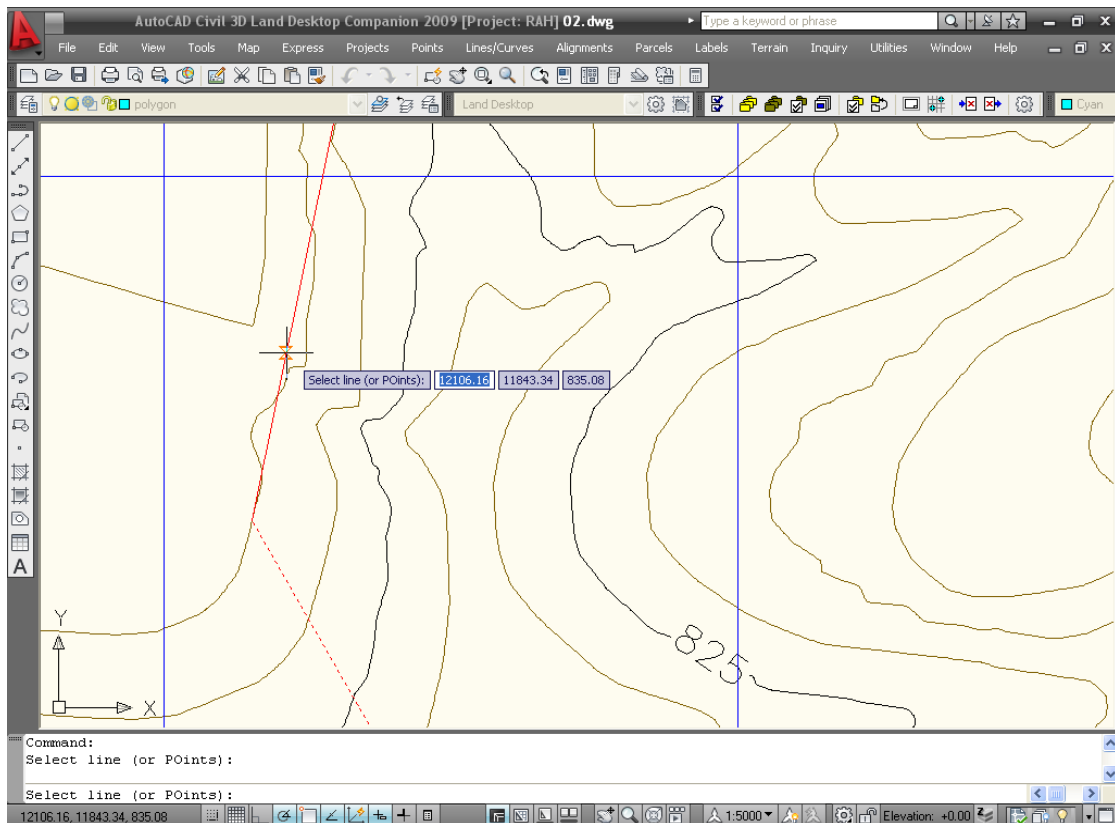 AutoCAD Civil 3D Land Desktop Companion 2009 [Project: RAH] 02.dwg
Type a keyword or phrase
File Edit View Tools Map Express Projects Points Lines/Curves Alignments Parcels Labels Terrain Inquiry Utilities Window Help
polygon
Land Desktop
Cyan
Select line (or POints): 12106.16 11843.34 835.08
825
Y
X
A
Command:
Select line (or POints):
Select line (or POints):
12106.16, 11843.34, 835.08
1:5000
Elevation: +0.00